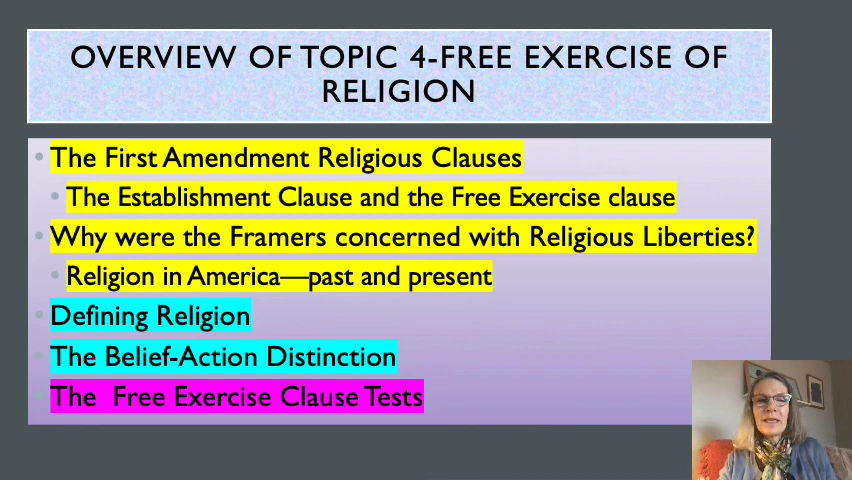 OVERVIEW OF TOPIC 4-FREE EXERCISE OF
RELIGION
• The First Amendment Religious Clauses
• The Establishment Clause and the Free Exercise clause
• Why were the Framers concerned with Religious Liberties?
• Religion in America—past and present
• Defining Religion
• The Belief-Action Distinction
• The Free Exercise Clause Tests